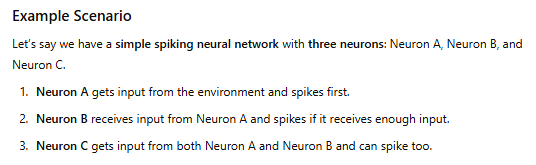 Example Scenario
Let's say we have a simple spiking neural network with three neurons: Neuron A, Neuron B, and
Neuron C.
1. Neuron A gets input from the environment and spikes first.
2. Neuron B receives input from Neuron A and spikes if it receives enough input.
3. Neuron C gets input from both Neuron A and Neuron B and can spike too.